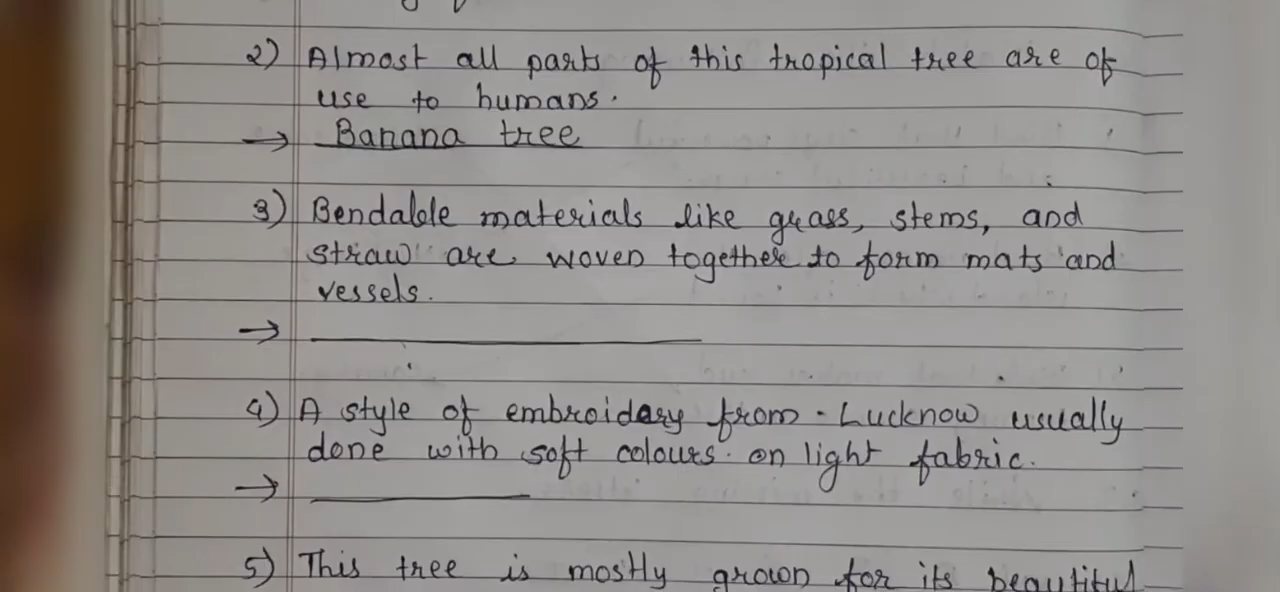 2) Almost all parts of this tropical tree are of
use to humans.
→ Banana tree
3) Bendable materials like grass, stems, and
straw are woven together to form mats and
vessels.
→
4) A style of embroidery from Lucknow usually
done with soft colours on light fabric.
→
5) This tree is mostly grown for its beautiful